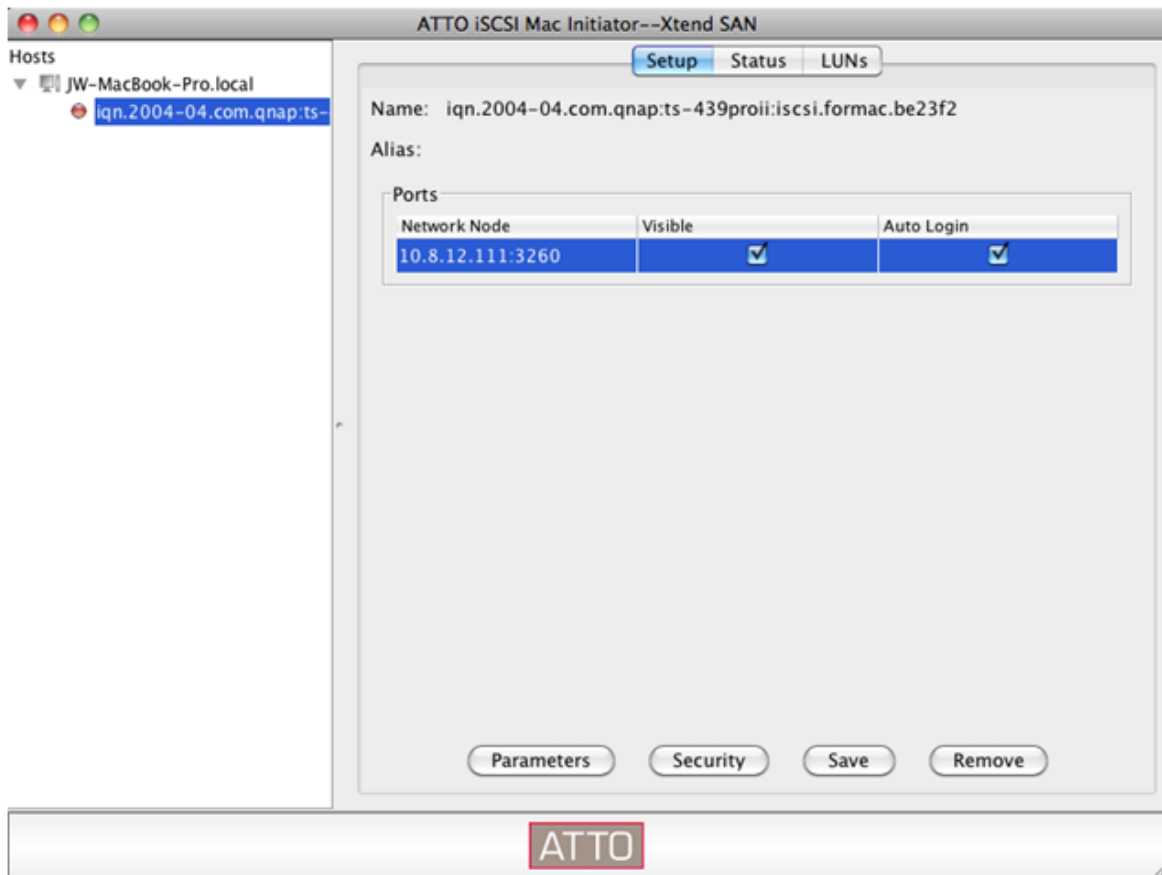 ATTO iSCSI Mac Initiator--Xtend SAN
Hosts
JW-MacBook-Pro.local
iqn.2004-04.com.qnap:ts-
Setup Status LUNs
Name: iqn.2004-04.com.qnap:ts-439proii:iscsi.formac.be23f2
Alias:
Ports
Network Node Visible Auto Login
10.8.12.111:3260
Parameters Security Save Remove
ATTO